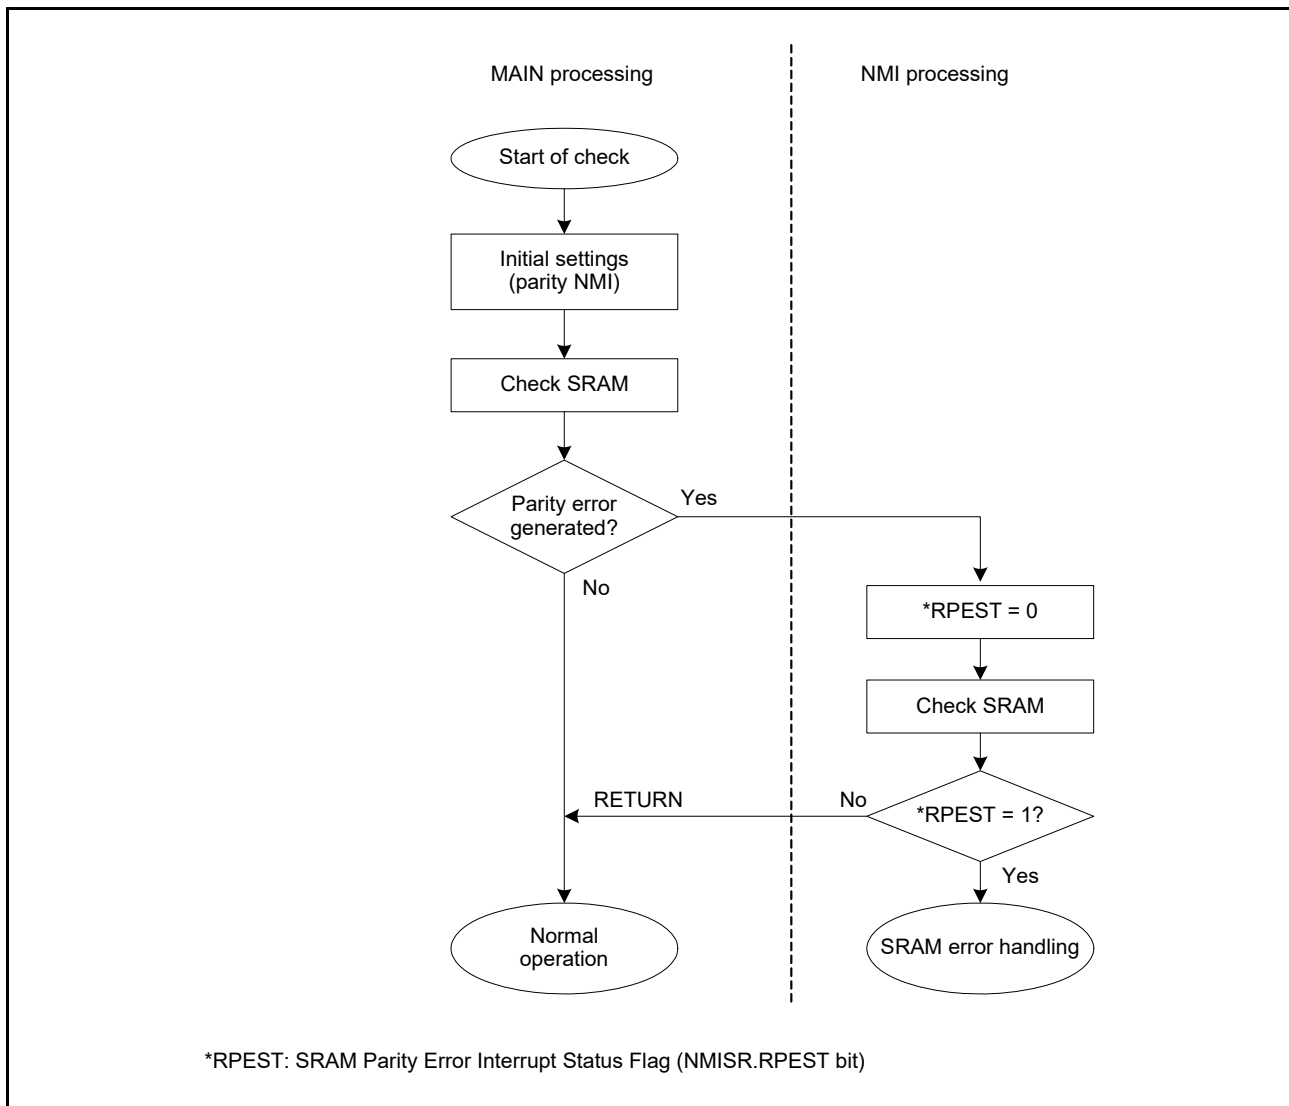 MAIN processing
NMI processing
Start of check
Initial settings
(parity NMI)
Check SRAM
Parity error
generated?
Yes
No
*RPEST = 0
Check SRAM
*RPEST = 1?
No
RETURN
Yes
Normal
operation
SRAM error handling
*RPEST: SRAM Parity Error Interrupt Status Flag (NMISR.RPEST bit)